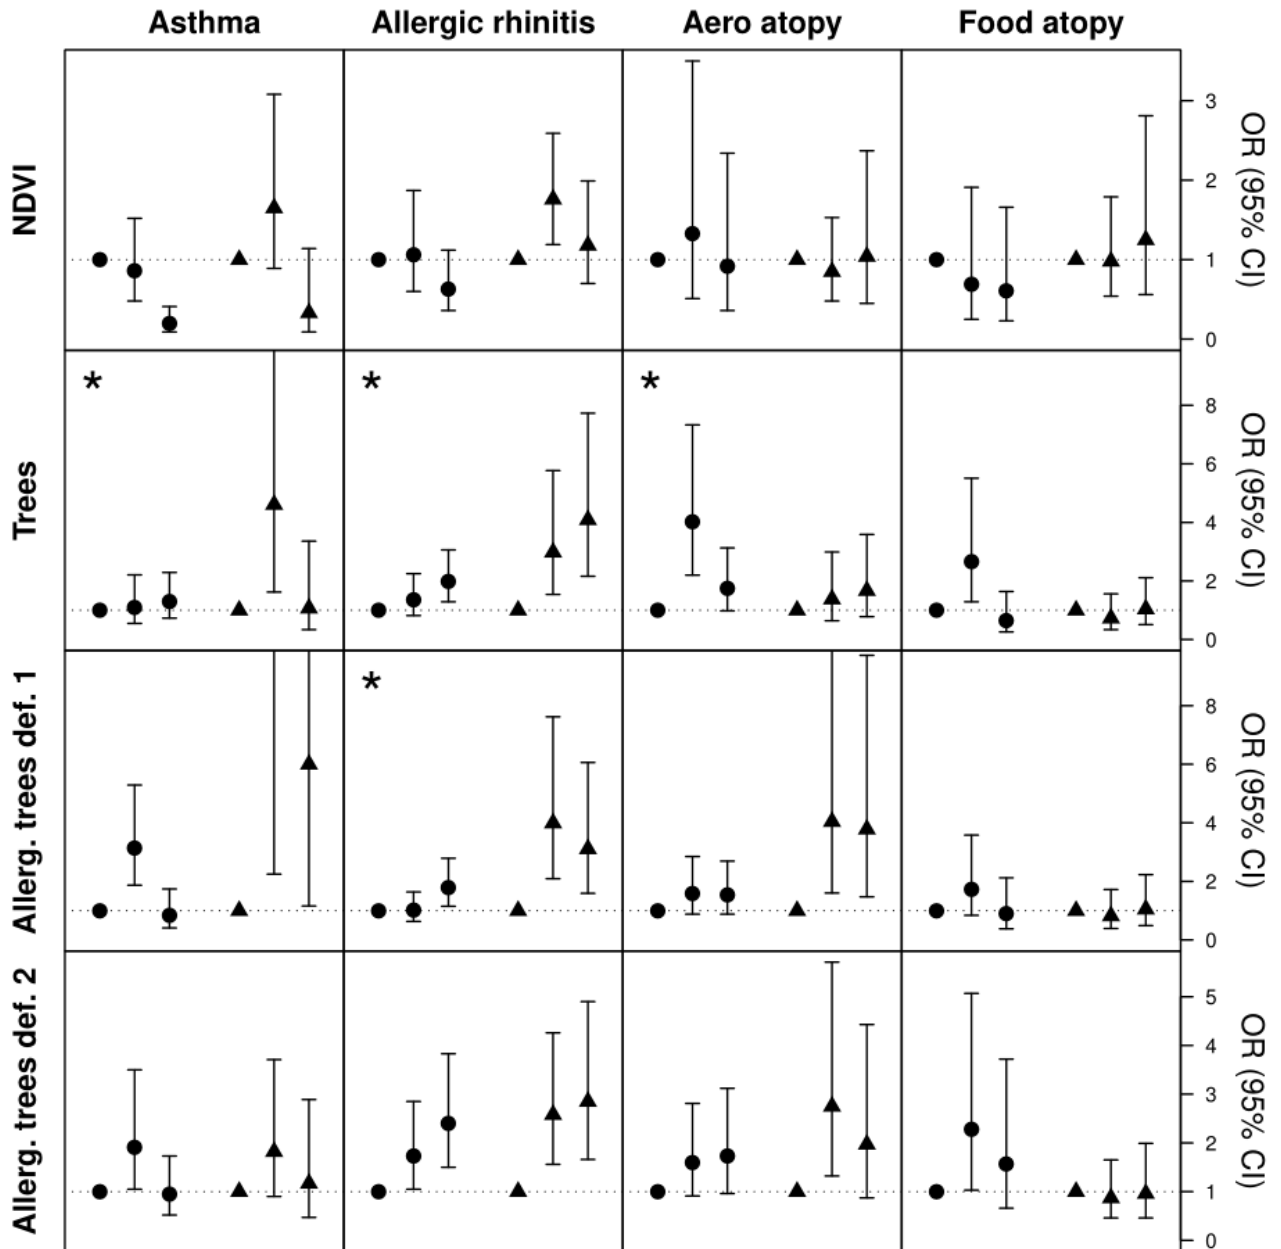 Asthma Allergic rhinitis Aero atopy Food atopy
NDVI
3
2
1
0
OR (95% CI)
*
*
*
Trees
8
6
4
2
0
OR (95% CI)
*
Allerg. trees def. 1
8
6
4
2
0
OR (95% CI)
Allerg. trees def. 2
5
4
3
2
1
0
OR (95% CI)